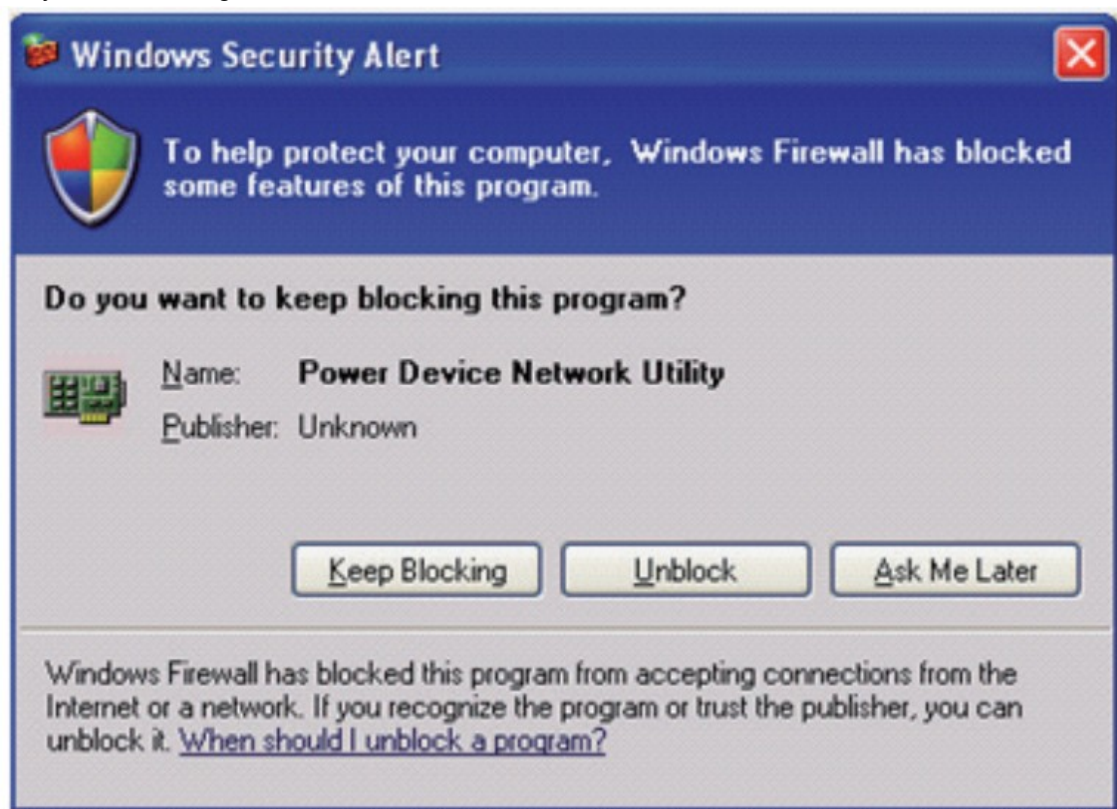 Windows Security Alert
To help protect your computer, Windows Firewall has blocked
some features of this program.
Do you want to keep blocking this program?
Name: Power Device Network Utility
Publisher: Unknown
Keep Blocking Unblock Ask Me Later
Windows Firewall has blocked this program from accepting connections from the
Internet or a network. If you recognize the program or trust the publisher, you can
unblock it. When should I unblock a program?